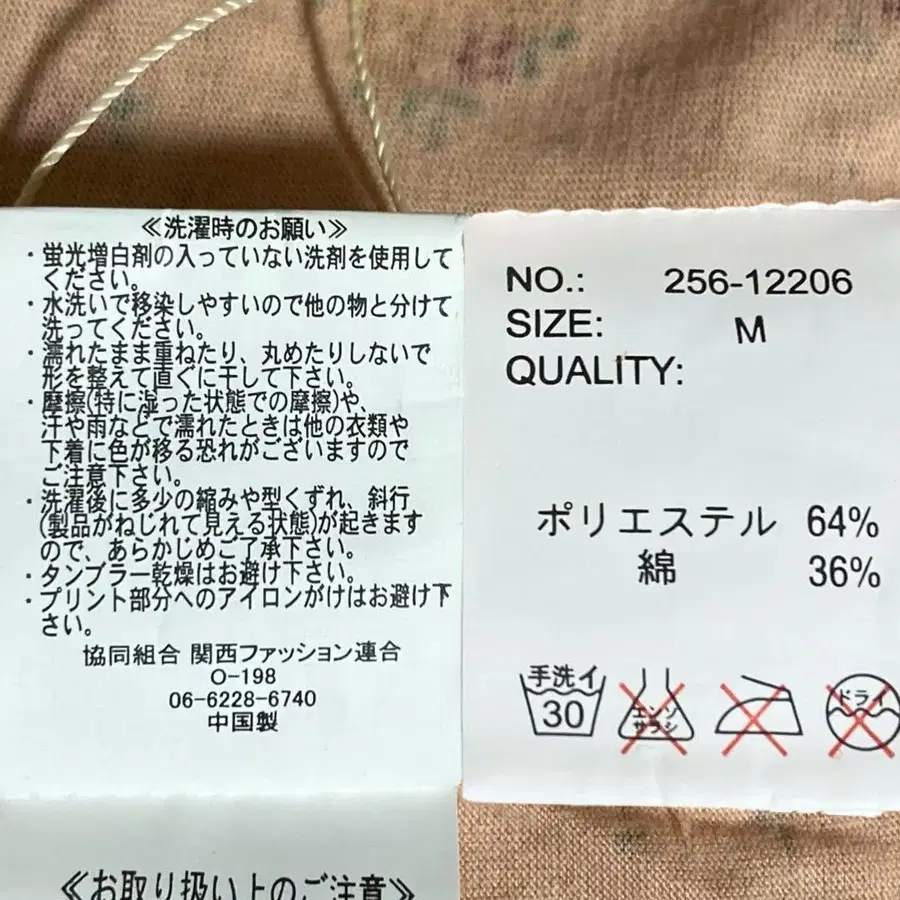 ≪洗濯時のお願い≫
・蛍光増白剤の入っていない洗剤を使用して
ください。
・水洗いで移染しやすいので他の物と分けて
洗ってください。
・濡れたまま重ねたり、丸めたりしないで
形を整えて直ぐに干して下さい。
・摩擦(特に湿った状態での摩擦)や、
汗や雨などで濡れたときは他の衣類や
下着に色が移る恐れがございますので
ご注意下さい。
・洗濯後に多少の縮みや型くずれ、斜行
(製品がねじれて見える状態)が起きます
ので、あらかじめご了承下さい。
・タンブラー乾燥はお避け下さい。
・プリント部分へのアイロンがけはお避け下
さい。
協同組合 関西ファッション連合
O-198
06-6228-6740
中国製
≪お取り扱い上のご注意≫
NO.: 256-12206
SIZE: M
QUALITY:
ポリエステル 64%
綿 36%
手洗イ
30
エンソ
サラシ
ドライ